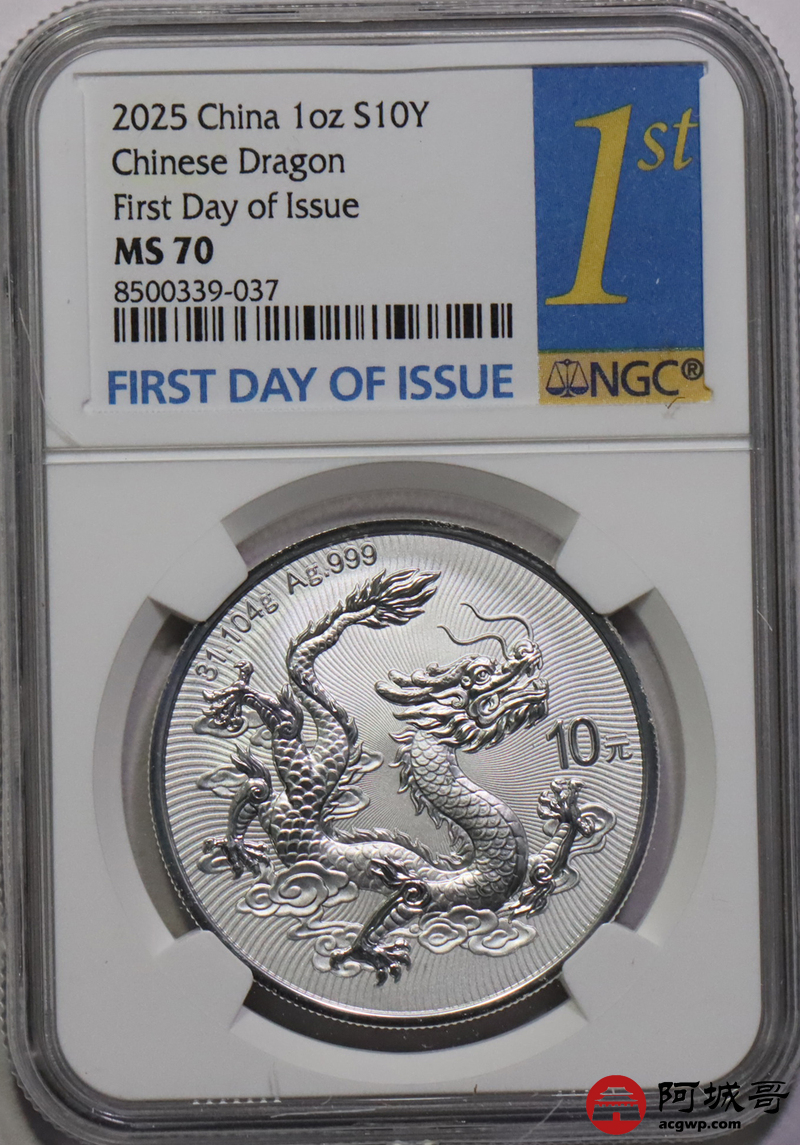 2025 China 1oz S10Y
Chinese Dragon
First Day of Issue
MS 70
8500339-037
FIRST DAY OF ISSUE
1st
NGC®
31.104g Ag.999
10元
阿城哥
acgwp.com